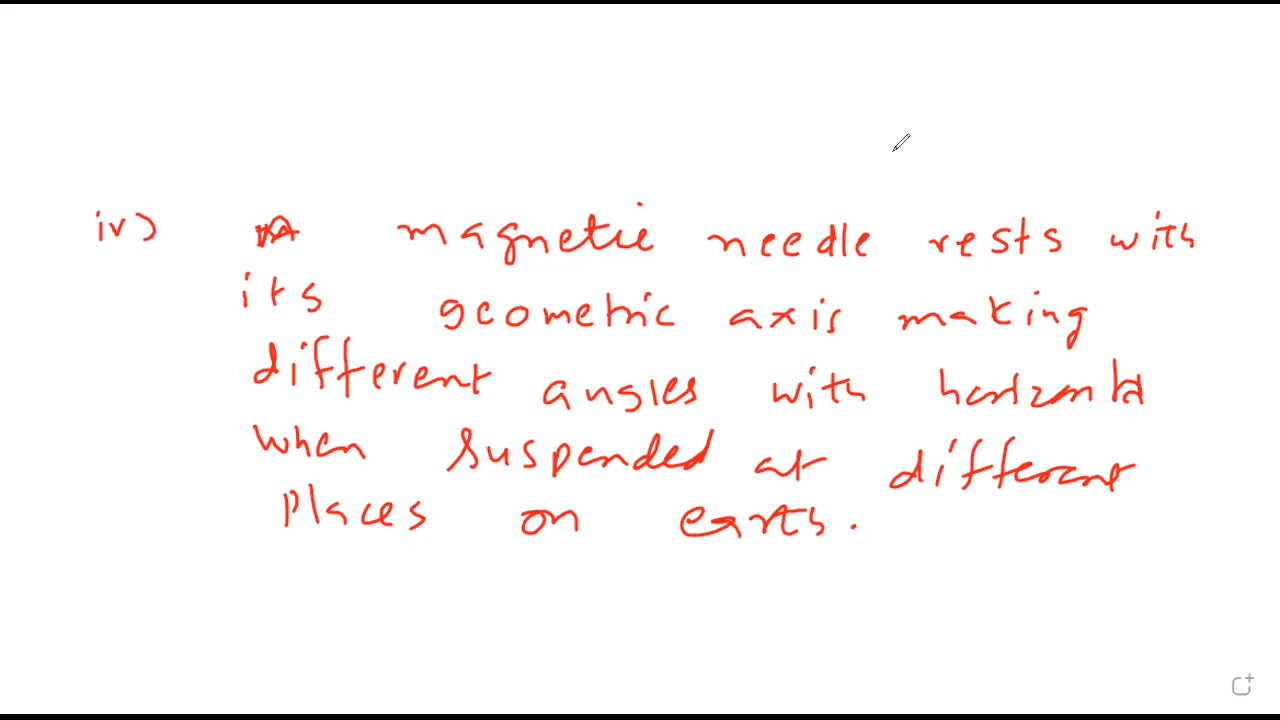 iv) A magnetic needle rests with
its geometric axis making
different angles with horizontal
when suspended at different
places on earth.